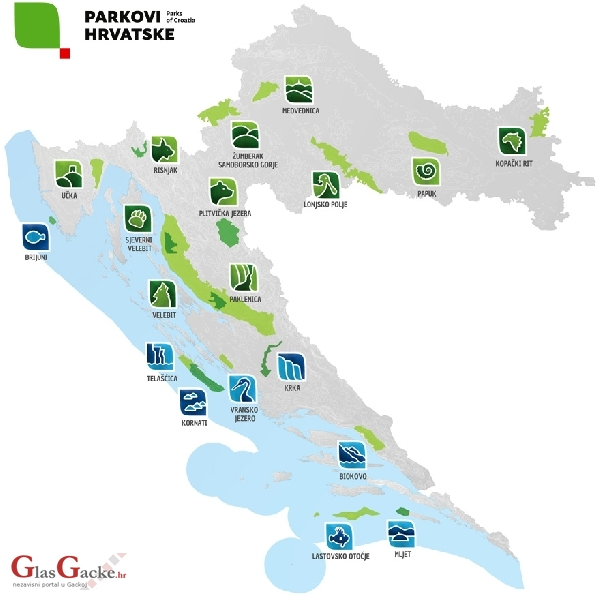 PARKOVI
HRVATSKE
Parks
of Croatia
MEDVEDNICA
ŽUMBERAK
SAMOBORSKO GORJE
RISNJAK
KOPAČKI RIT
UČKA
PAPUK
LONJSKO POLJE
PLITVIČKA JEZERA
SJEVERNI
VELEBIT
BRIJUNI
PAKLENICA
VELEBIT
TELAŠĆICA
KRKA
VRANSKO
JEZERO
KORNATI
BIOKOVO
LASTOVSKO OTOČJE
MLJET
GlasGacke.hr
nezavisni portal u Gackoj